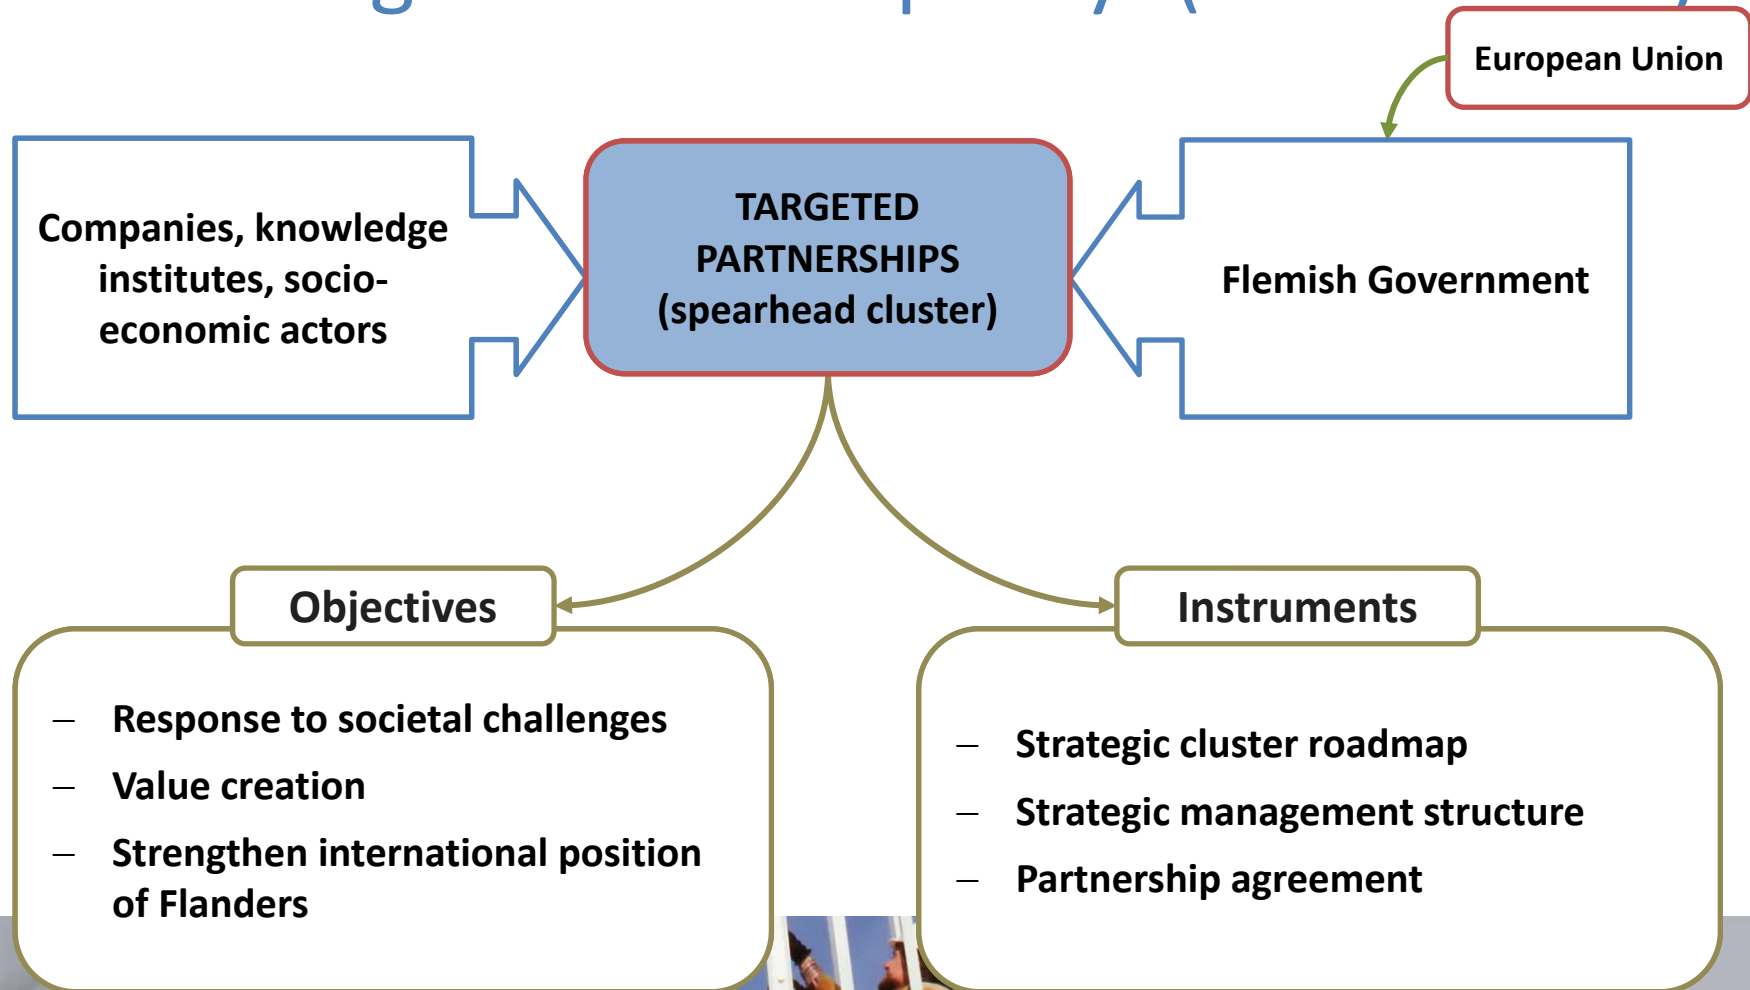 European Union
Companies, knowledge
institutes, socio-
economic actors
TARGETED
PARTNERSHIPS
(spearhead cluster)
Flemish Government
Objectives
– Response to societal challenges
– Value creation
– Strengthen international position
of Flanders
Instruments
– Strategic cluster roadmap
– Strategic management structure
– Partnership agreement